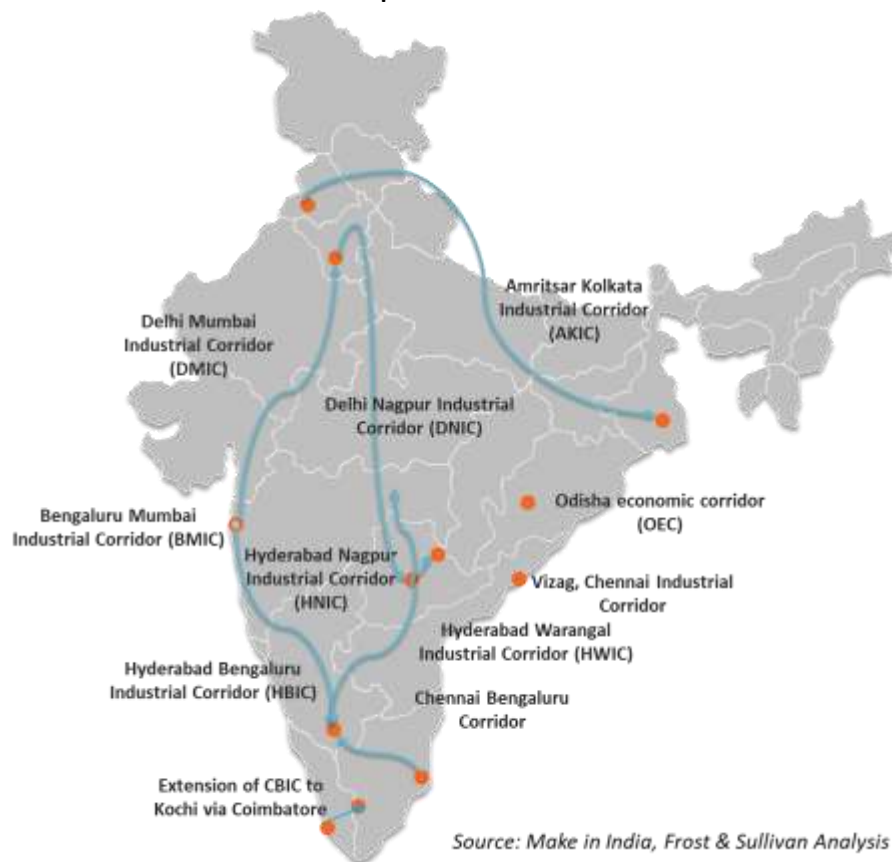 Amritsar Kolkata
Industrial Corridor
(AKIC)
Delhi Mumbai
Industrial Corridor
(DMIC)
Delhi Nagpur Industrial
Corridor (DNIC)
Odisha economic corridor
(OEC)
Bengaluru Mumbai
Industrial Corridor (BMIC)
Hyderabad Nagpur
Industrial Corridor
(HNIC)
Vizag, Chennai Industrial
Corridor
Hyderabad Warangal
Industrial Corridor (HWIC)
Hyderabad Bengaluru
Industrial Corridor (HBIC)
Chennai Bengaluru
Corridor
Extension of CBIC to
Kochi via Coimbatore
Source: Make in India, Frost & Sullivan Analysis